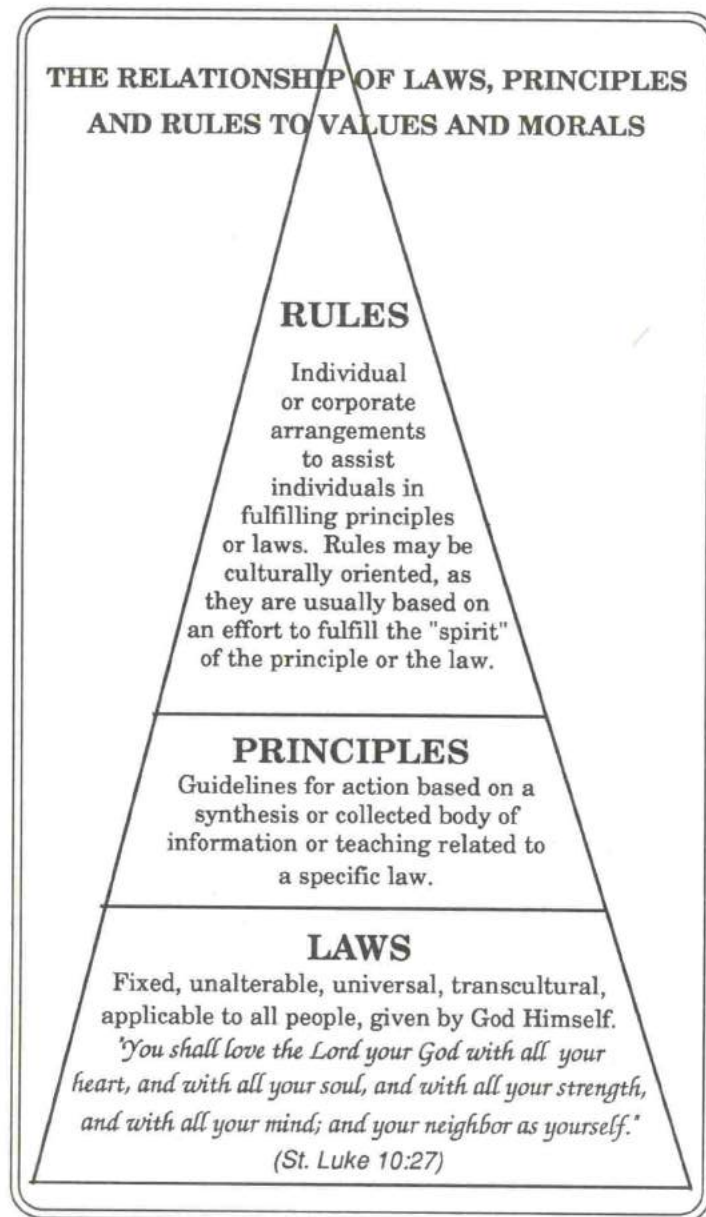 THE RELATIONSHIP OF LAWS, PRINCIPLES
AND RULES TO VALUES AND MORALS
RULES
Individual
or corporate
arrangements
to assist
individuals in
fulfilling principles
or laws. Rules may be
culturally oriented, as
they are usually based on
an effort to fulfill the "spirit"
of the principle or the law.
PRINCIPLES
Guidelines for action based on a
synthesis or collected body of
information or teaching related to
a specific law.
LAWS
Fixed, unalterable, universal, transcultural,
applicable to all people, given by God Himself.
"You shall love the Lord your God with all your
heart, and with all your soul, and with all your strength,
and with all your mind; and your neighbor as yourself."
(St. Luke 10:27)